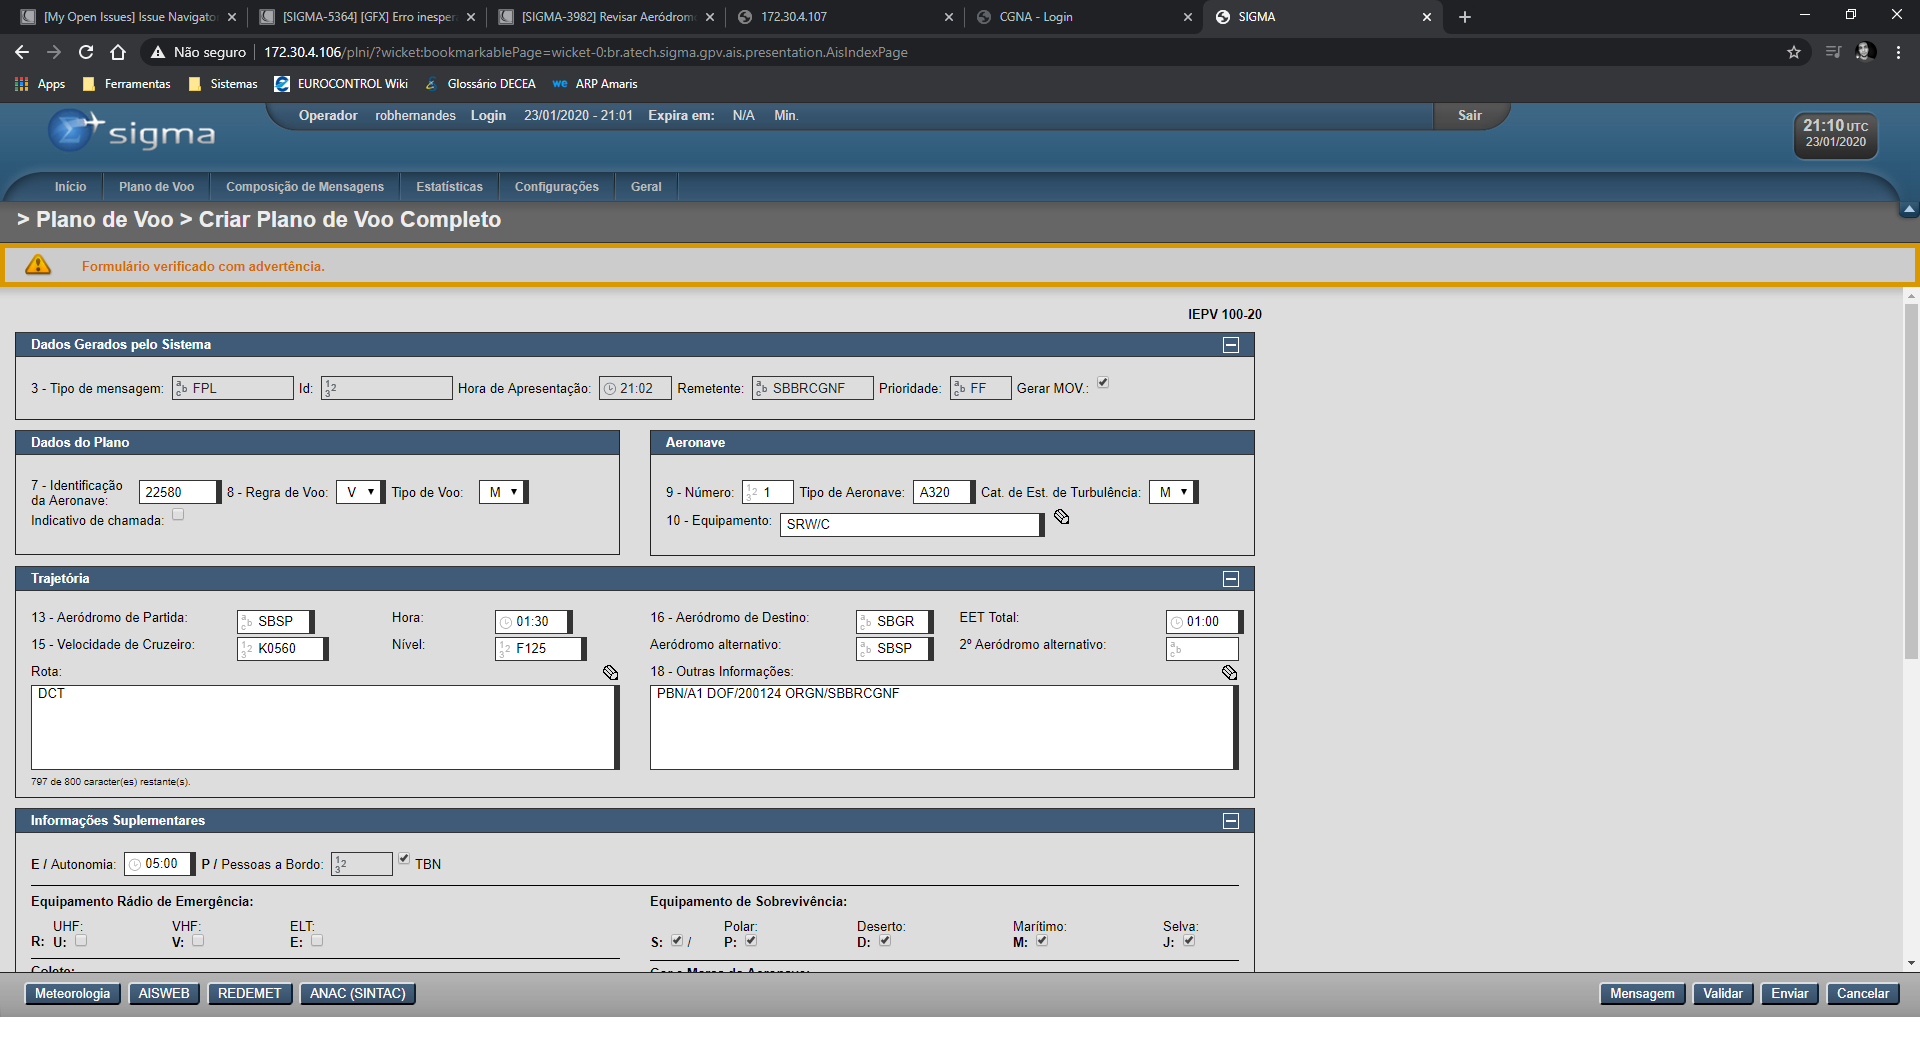 [My Open Issues] Issue Navigato
[SIGMA-5364] [GFX] Erro inespe
[SIGMA-3982] Revisar Aeródrom
172.30.4.107
CGNA - Login
SIGMA
Não seguro
172.30.4.106/plni/?wicket:bookmarkablePage=wicket-0:br.atech.sigma.gpv.ais.presentation.AisIndexPage
Apps Ferramentas Sistemas EUROCONTROL Wiki Glossário DECEA we ARP Amaris
sigma
Operador robhernandes Login 23/01/2020 - 21:01 Expira em: N/A Min.
Sair
21:10 UTC
23/01/2020
Início Plano de Voo Composição de Mensagens Estatísticas Configurações Geral
> Plano de Voo > Criar Plano de Voo Completo
Formulário verificado com advertência.
IEPV 100-20
Dados Gerados pelo Sistema
3 - Tipo de mensagem: FPL Id: Hora de Apresentação: 21:02 Remetente: SBBRCGNF Prioridade: FF Gerar MOV.:
Dados do Plano
7 - Identificação da Aeronave: 22580 8 - Regra de Voo: V Tipo de Voo: M
Indicativo de chamada:
Aeronave
9 - Número: 1 Tipo de Aeronave: A320 Cat. de Est. de Turbulência: M
10 - Equipamento: SRW/C
Trajetória
13 - Aeródromo de Partida: SBSP Hora: 01:30 16 - Aeródromo de Destino: SBGR EET Total: 01:00
15 - Velocidade de Cruzeiro: K0560 Nível: F125 Aeródromo alternativo: SBSP 2º Aeródromo alternativo:
Rota:
DCT
797 de 800 caracter(es) restante(s).
18 - Outras Informações:
PBN/A1 DOF/200124 ORGN/SBBRCGNF
Informações Suplementares
E / Autonomia: 05:00 P / Pessoas a Bordo: TBN
Equipamento Rádio de Emergência:
UHF: VHF: ELT:
R: U: V: E:
Equipamento de Sobrevivência:
Polar: Deserto: Marítimo: Selva:
S: / P: D: M: J:
Colete:
Cor e Marca da Aeronave:
Meteorologia AISWEB REDEMET ANAC (SINTAC)
Mensagem Validar Enviar Cancelar